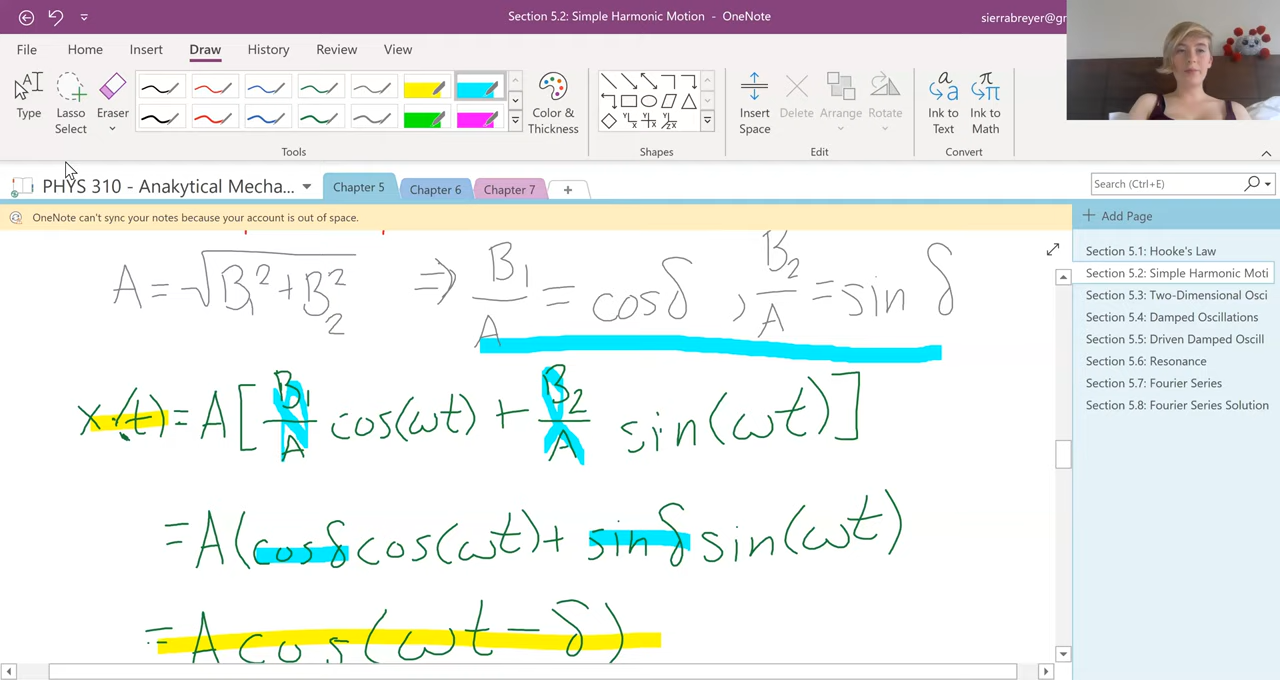 Section 5.2: Simple Harmonic Motion - OneNote
sierrabreyer@gr
File Home Insert Draw History Review View
Type
Lasso Select
Eraser
Color & Thickness
Insert Space
Delete
Arrange
Rotate
Ink to Text
Ink to Math
Tools
Shapes
Edit
Convert
PHYS 310 - Anakytical Mecha...
Chapter 5
Chapter 6
Chapter 7
Search (Ctrl+E)
OneNote can't sync your notes because your account is out of space.
Add Page
Section 5.1: Hooke's Law
Section 5.2: Simple Harmonic Moti
Section 5.3: Two-Dimensional Osci
Section 5.4: Damped Oscillations
Section 5.5: Driven Damped Oscill
Section 5.6: Resonance
Section 5.7: Fourier Series
Section 5.8: Fourier Series Solution
A = √(B₁² + B₂²) ⇒ B₁/A = cosδ, B₂/A = sin δ
x(t) = A[B₁/A cos(ωt) + B₂/A sin(ωt)]
= A(cosδ cos(ωt) + sinδ sin(ωt)
= A cos(ωt − δ)